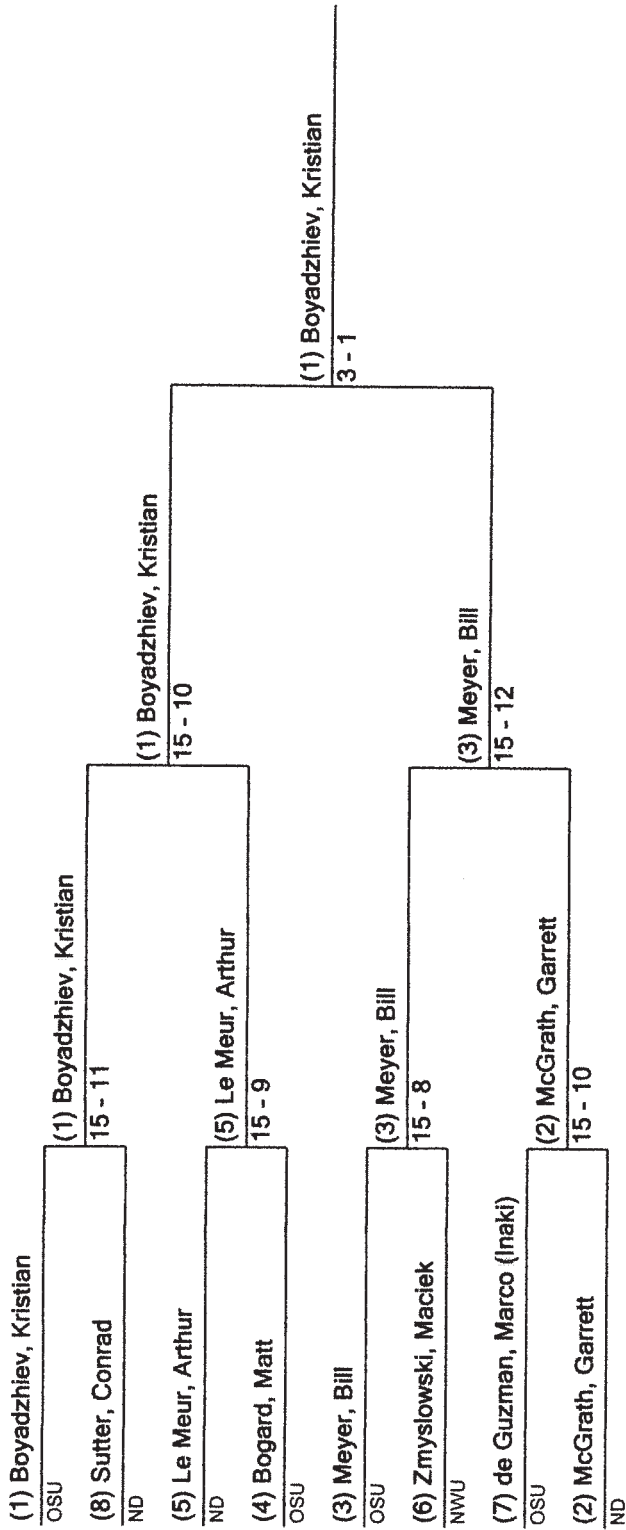 (1) Boyadzhiev, Kristian
OSU
(8) Sutter, Conrad
ND
(5) Le Meur, Arthur
ND
(4) Bogard, Matt
OSU
(3) Meyer, Bill
OSU
(6) Zmyslowski, Maciek
NWU
(7) de Guzman, Marco (Inaki)
OSU
(2) McGrath, Garrett
ND
(1) Boyadzhiev, Kristian
15 - 11
(5) Le Meur, Arthur
15 - 9
(3) Meyer, Bill
15 - 8
(2) McGrath, Garrett
15 - 10
(1) Boyadzhiev, Kristian
15 - 10
(3) Meyer, Bill
15 - 12
(1) Boyadzhiev, Kristian
3 - 1